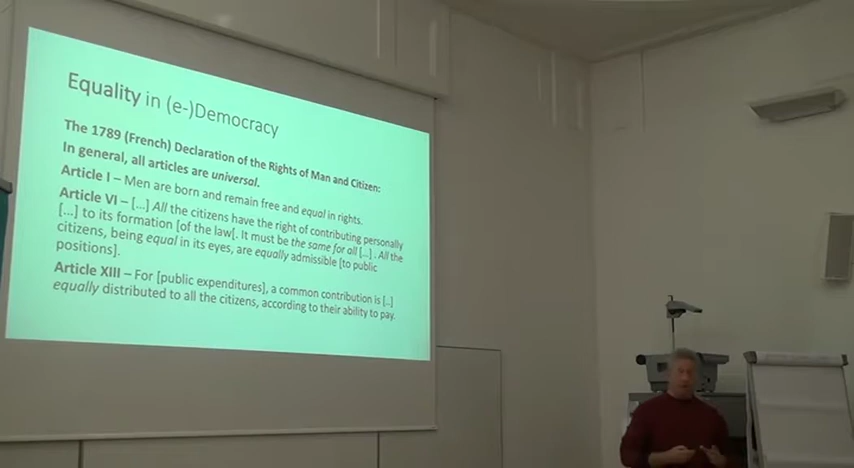 Equality in (e-)Democracy
The 1789 (French) Declaration of the Rights of Man and Citizen:
In general, all articles are universal.
Article I – Men are born and remain free and equal in rights.
Article VI – [...] All the citizens have the right of contributing personally
[...] to its formation [of the law[. It must be the same for all [...] . All the
citizens, being equal in its eyes, are equally admissible [to public
positions].
Article XIII – For [public expenditures], a common contribution is [..]
equally distributed to all the citizens, according to their ability to pay.